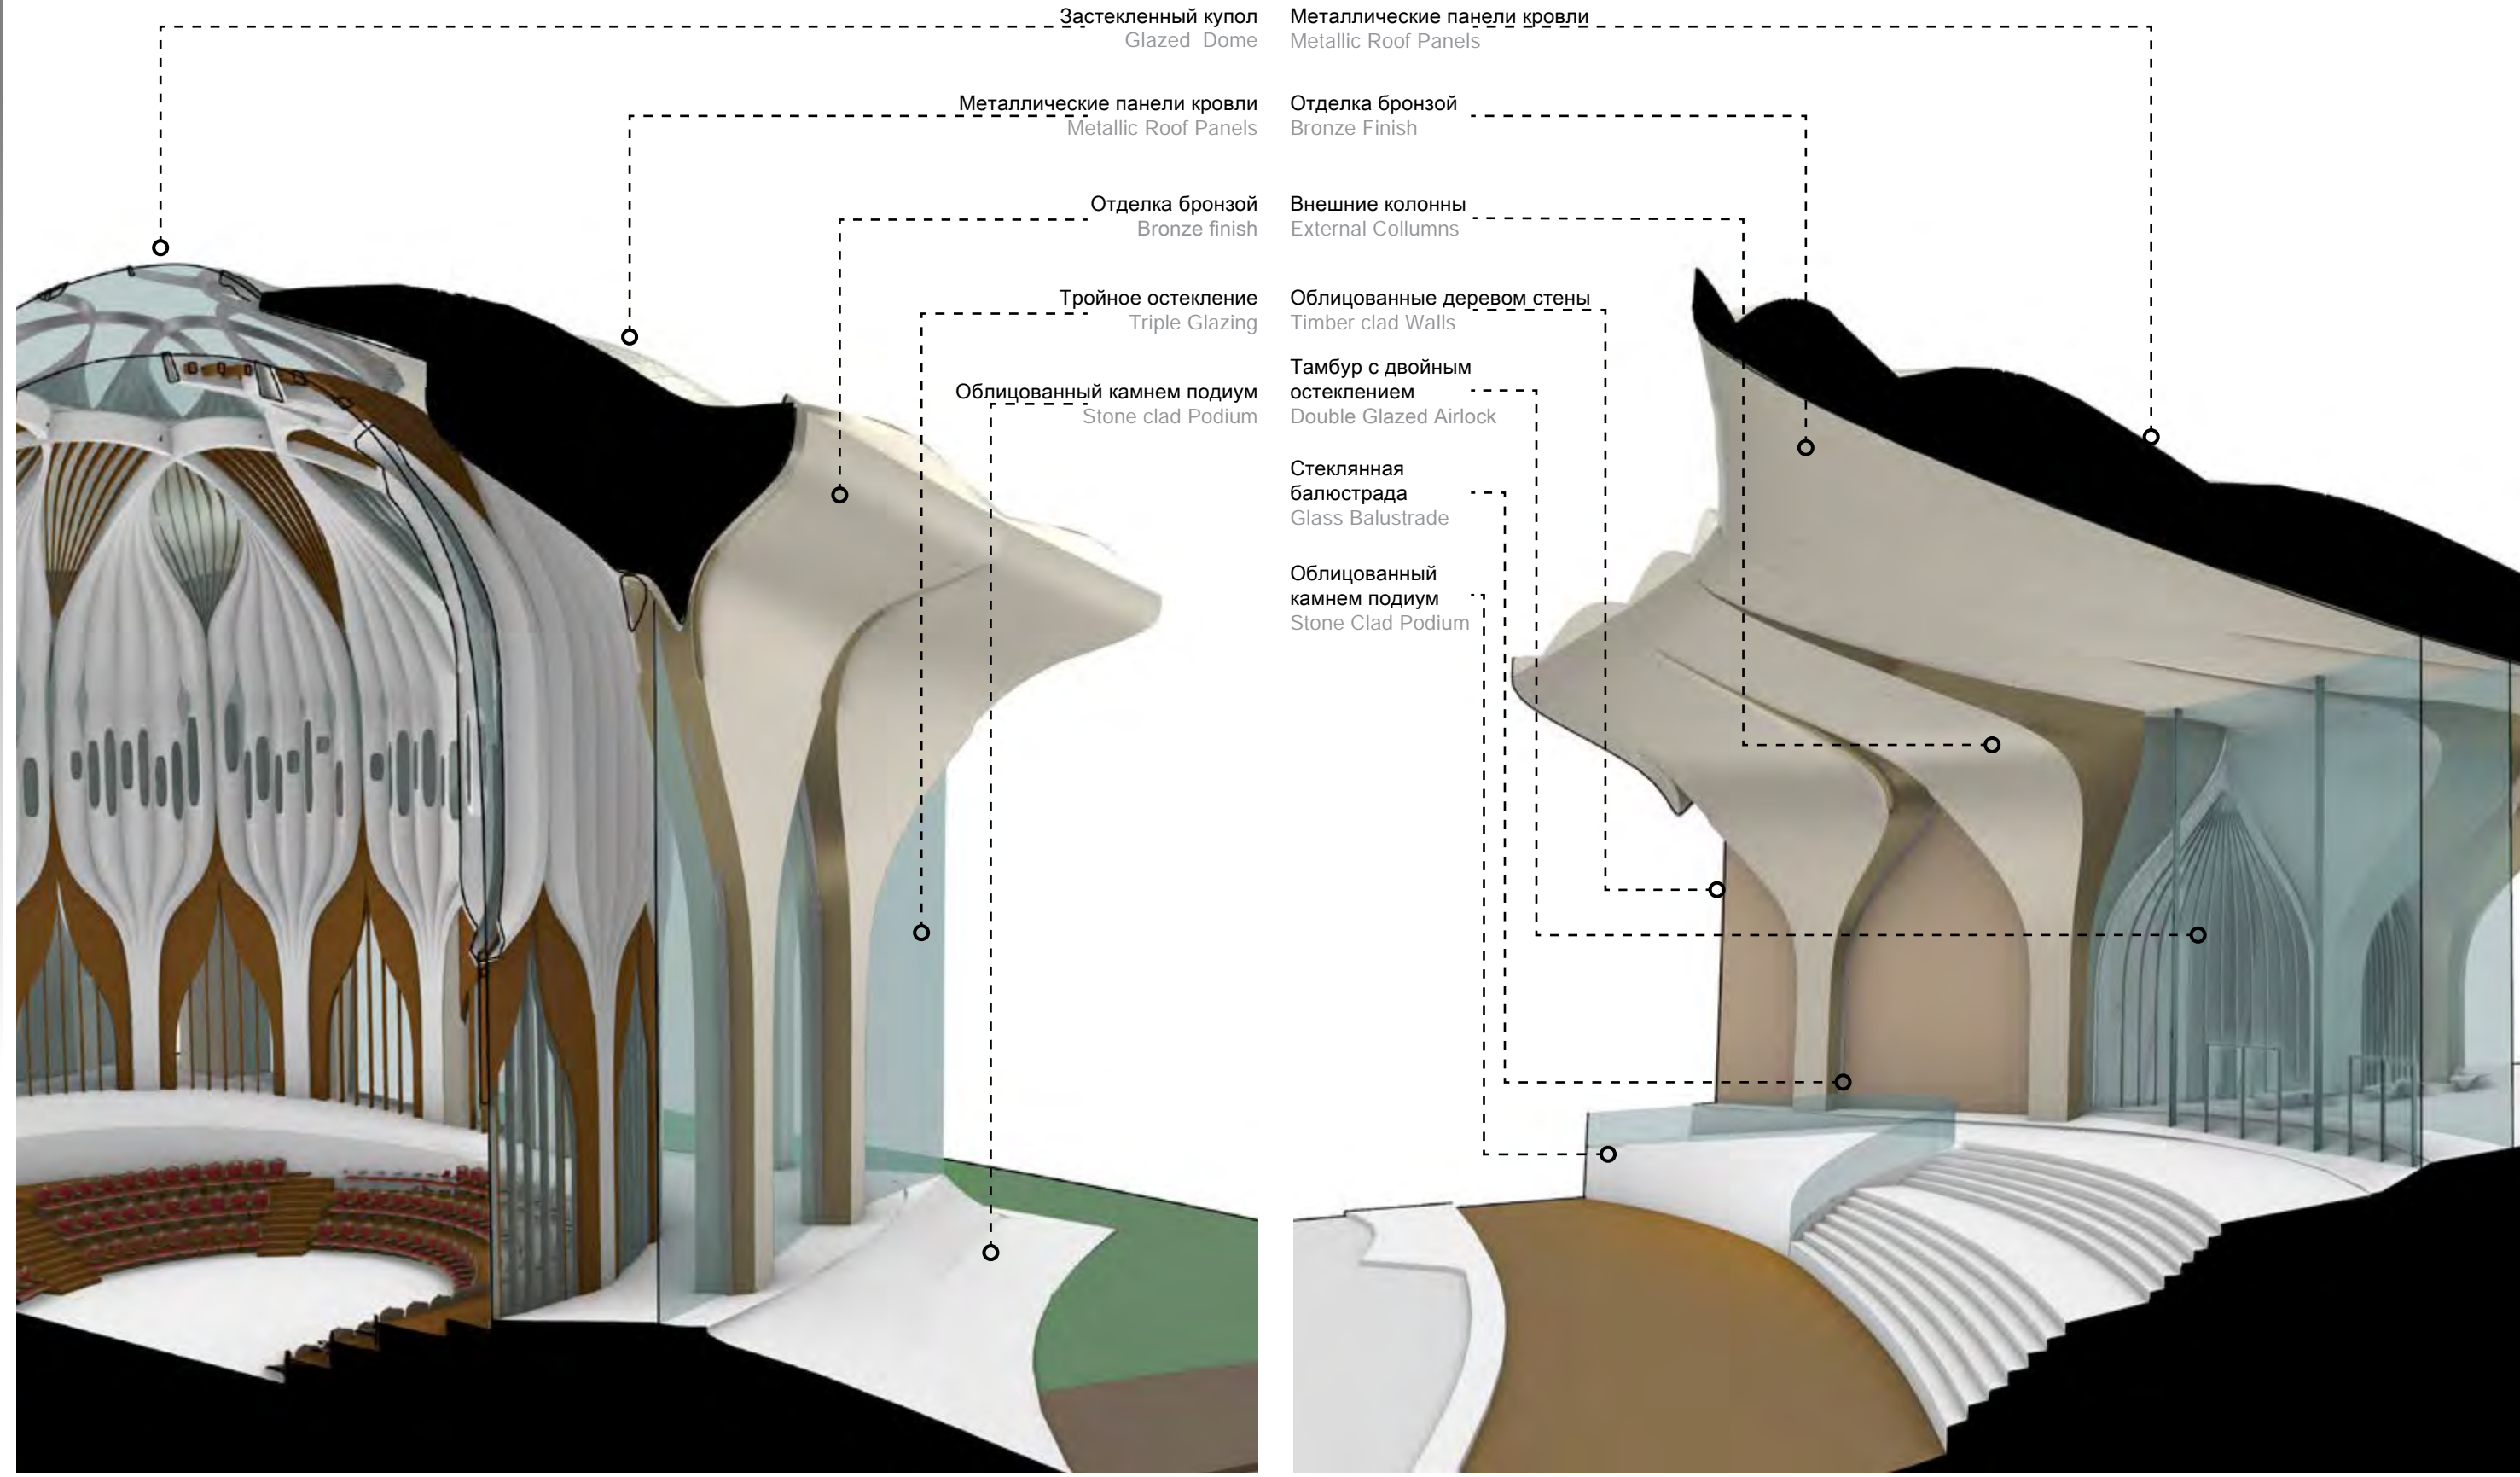 Застекленный купол
Glazed Dome
Металлические панели кровли
Metallic Roof Panels
Отделка бронзой
Bronze finish
Тройное остекление
Triple Glazing
Облицованный камнем подиум
Stone clad Podium
Металлические панели кровли
Metallic Roof Panels
Отделка бронзой
Bronze Finish
Внешние колонны
External Collumns
Облицованные деревом стены
Timber clad Walls
Тамбур с двойным
остеклением
Double Glazed Airlock
Стеклянная
балюстрада
Glass Balustrade
Облицованный
камнем подиум
Stone Clad Podium